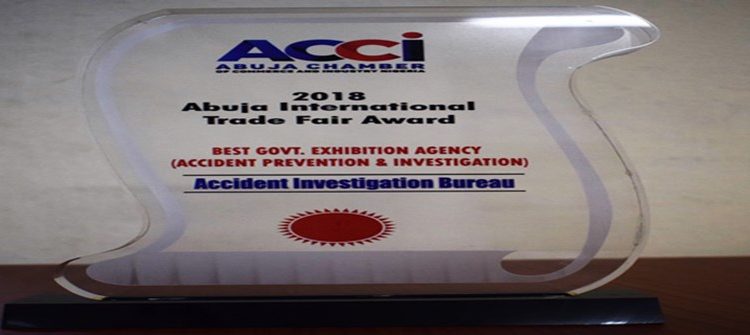 ACCI
ABUJA CHAMBER
OF COMMERCE AND INDUSTRY NIGERIA
2018
Abuja International
Trade Fair Award
BEST GOVT. EXHIBITION AGENCY
(ACCIDENT PREVENTION & INVESTIGATION)
Accident Investigation Bureau